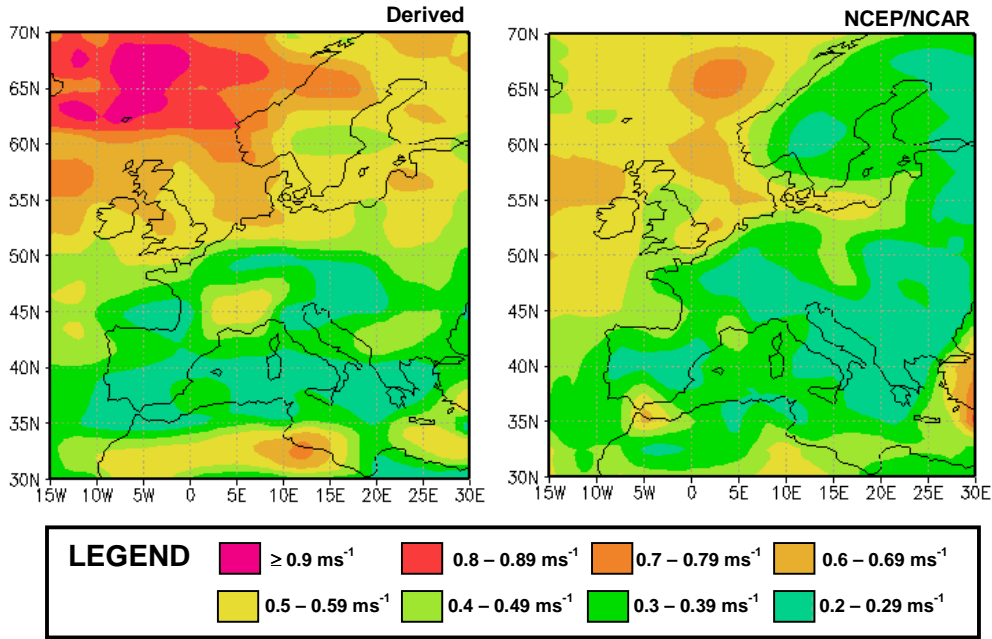 Derived
NCEP/NCAR
70N
65N
60N
55N
50N
45N
40N
35N
30N
15W 10W 5W 0 5E 10E 15E 20E 25E 30E
70N
65N
60N
55N
50N
45N
40N
35N
30N
15W 10W 5W 0 5E 10E 15E 20E 25E 30E
LEGEND
≥ 0.9 ms⁻¹
0.8 – 0.89 ms⁻¹
0.7 – 0.79 ms⁻¹
0.6 – 0.69 ms⁻¹
0.5 – 0.59 ms⁻¹
0.4 – 0.49 ms⁻¹
0.3 – 0.39 ms⁻¹
0.2 – 0.29 ms⁻¹